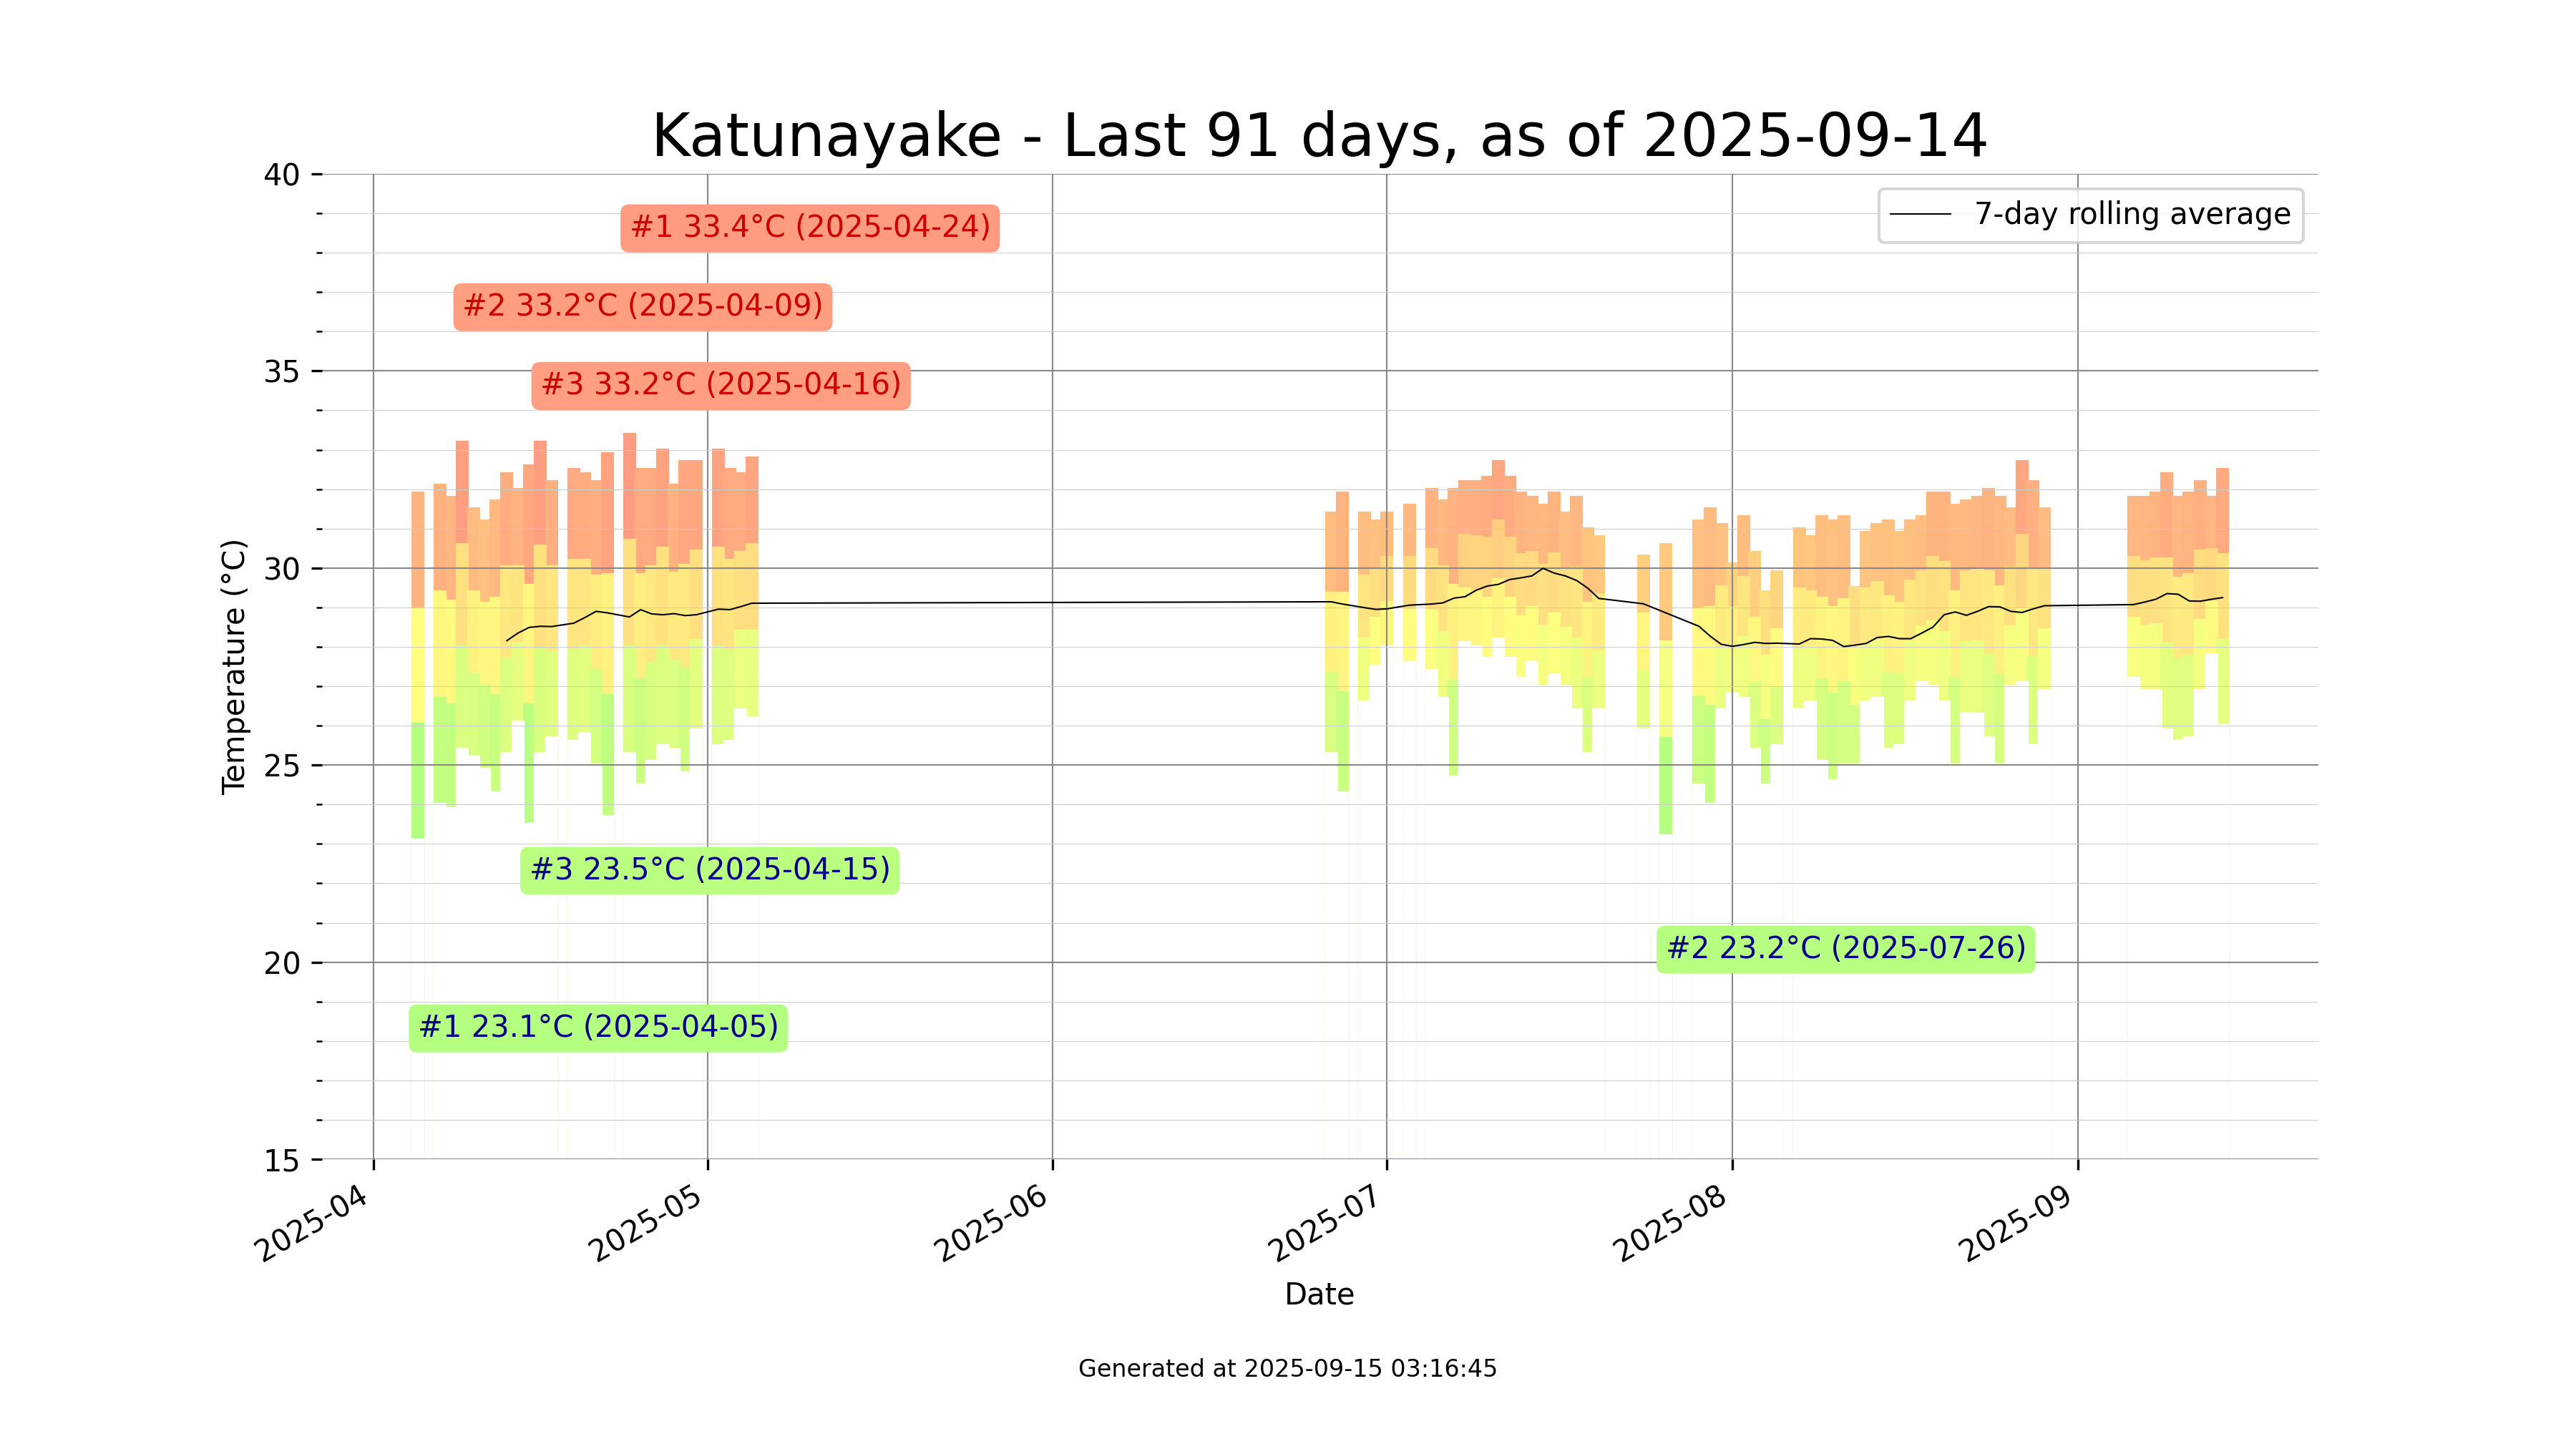 Katunayake - Last 91 days, as of 2025-09-14
7-day rolling average
#1 33.4°C (2025-04-24)
#2 33.2°C (2025-04-09)
#3 33.2°C (2025-04-16)
#3 23.5°C (2025-04-15)
#2 23.2°C (2025-07-26)
#1 23.1°C (2025-04-05)
Temperature (°C)
40
35
30
25
20
15
2025-04
2025-05
2025-06
2025-07
2025-08
2025-09
Date
Generated at 2025-09-15 03:16:45